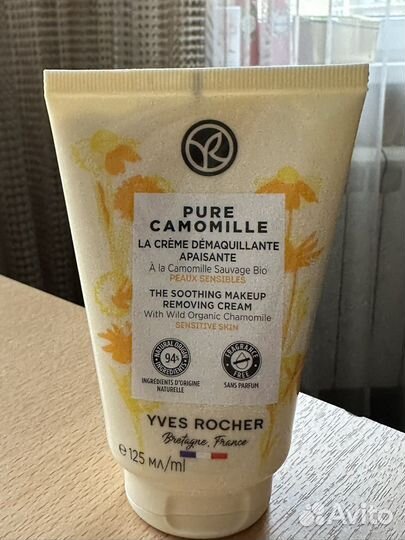 PURE
CAMOMILLE
LA CRÈME DÉMAQUILLANTE
APAISANTE
À la Camomille Sauvage Bio
PEAUX SENSIBLES
THE SOOTHING MAKEUP
REMOVING CREAM
With Wild Organic Chamomile
SENSITIVE SKIN
NATURAL ORIGIN
94%
INGREDIENTS
FRAGRANCE
FREE
INGRÉDIENTS D'ORIGINE
NATURELLE
SANS PARFUM
YVES ROCHER
Bretagne, France
℮ 125 МЛ/ml
Avito